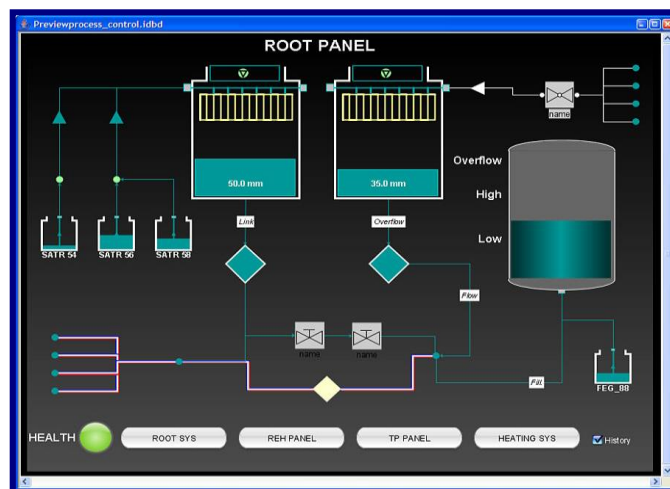 Previewprocess_control.idbd
ROOT PANEL
name
Overflow
High
Low
50.0 mm
35.0 mm
Link
Overflow
SATR 54
SATR 56
SATR 58
Flow
name
name
Fill
FEG_88
HEALTH
ROOT SYS
REH PANEL
TP PANEL
HEATING SYS
History